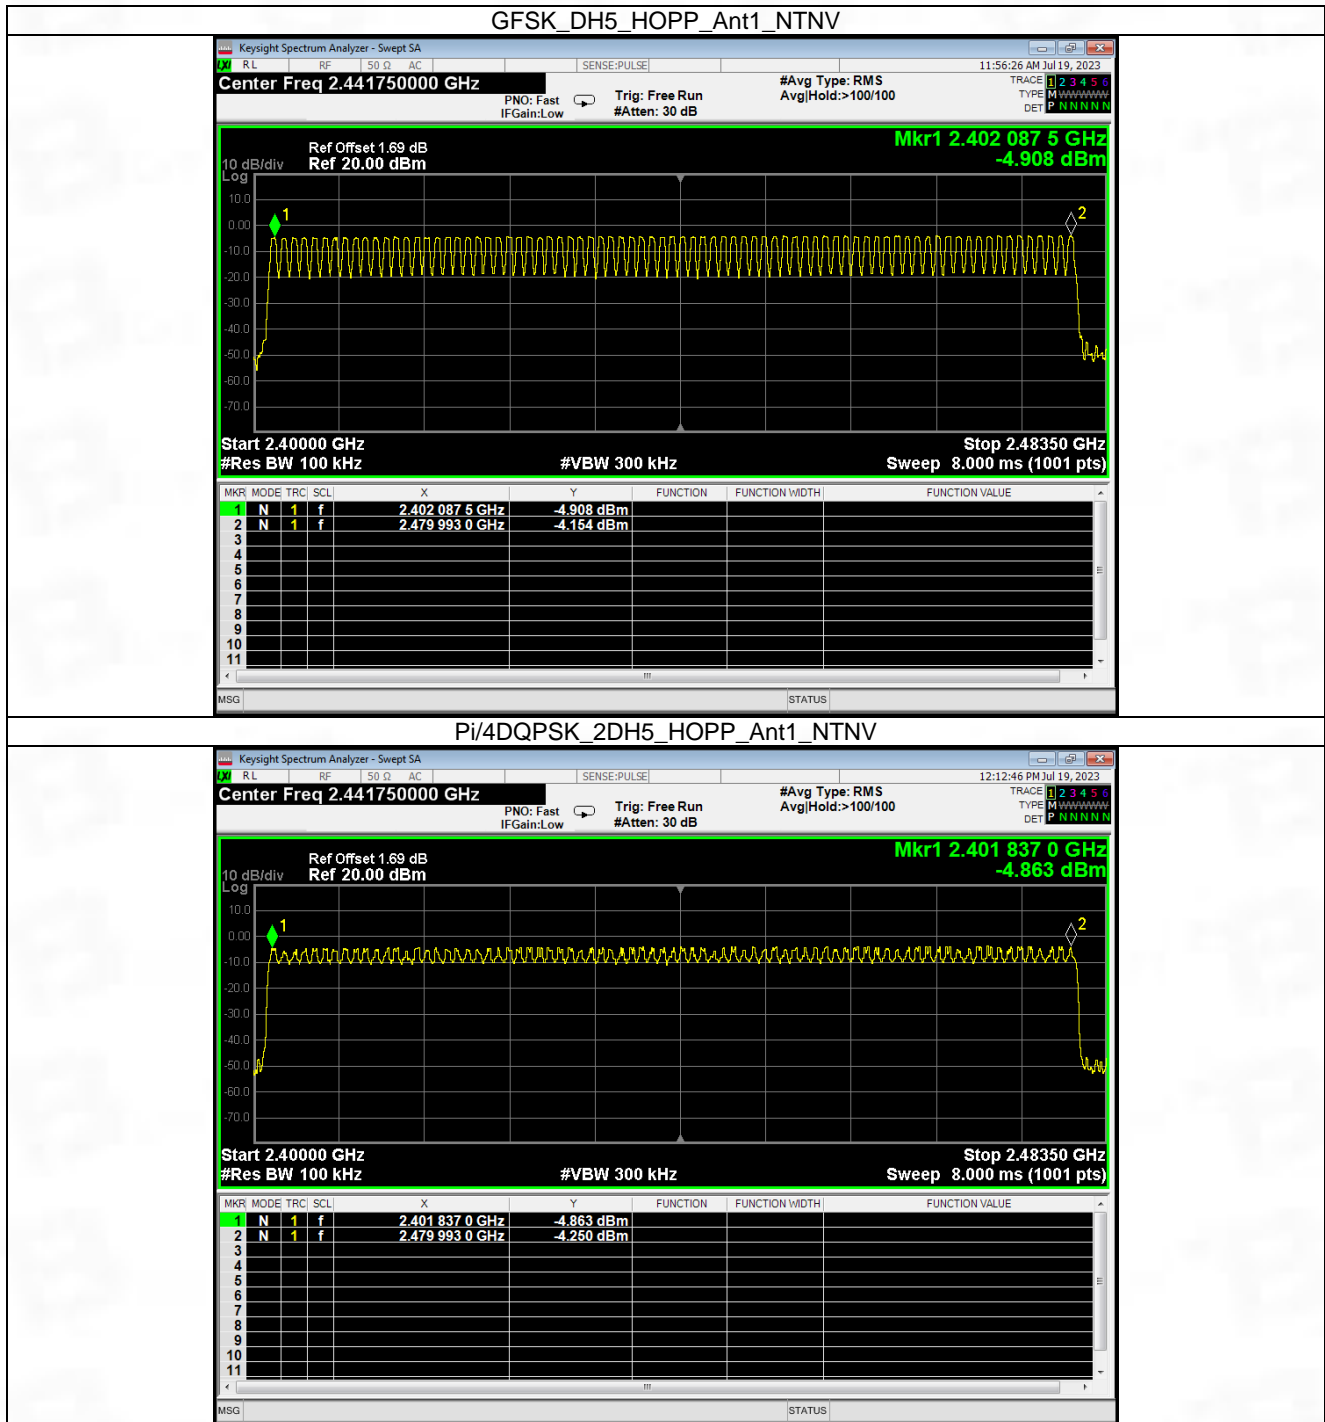 GFSK_DH5_HOPP_Ant1_NTNV
Keysight Spectrum Analyzer - Swept SA
LXI RL RF 50 Ω AC SENSE:PULSE 11:56:26 AM Jul 19, 2023
Center Freq 2.441750000 GHz #Avg Type: RMS TRACE 1 2 3 4 5 6
PNO: Fast Trig: Free Run Avg|Hold:>100/100 TYPE M WWWWW
IFGain:Low #Atten: 30 dB DET P N N N N N
Mkr1 2.402 087 5 GHz
Ref Offset 1.69 dB
10 dB/div Ref 20.00 dBm -4.908 dBm
Log
10.0
1 2
0.00
-10.0
-20.0
-30.0
-40.0
-50.0
-60.0
-70.0
Start 2.40000 GHz Stop 2.48350 GHz
#Res BW 100 kHz #VBW 300 kHz Sweep 8.000 ms (1001 pts)
MKR MODE TRC SCL X Y FUNCTION FUNCTION WIDTH FUNCTION VALUE
1 N 1 f 2.402 087 5 GHz -4.908 dBm
2 N 1 f 2.479 993 0 GHz -4.154 dBm
3
4
5
6
7
8
9
10
11
MSG STATUS
Pi/4DQPSK_2DH5_HOPP_Ant1_NTNV
Keysight Spectrum Analyzer - Swept SA
LXI RL RF 50 Ω AC SENSE:PULSE 12:12:46 PM Jul 19, 2023
Center Freq 2.441750000 GHz #Avg Type: RMS TRACE 1 2 3 4 5 6
PNO: Fast Trig: Free Run Avg|Hold:>100/100 TYPE M WWWWW
IFGain:Low #Atten: 30 dB DET P N N N N N
Mkr1 2.401 837 0 GHz
Ref Offset 1.69 dB
10 dB/div Ref 20.00 dBm -4.863 dBm
Log
10.0
1 2
0.00
-10.0
-20.0
-30.0
-40.0
-50.0
-60.0
-70.0
Start 2.40000 GHz Stop 2.48350 GHz
#Res BW 100 kHz #VBW 300 kHz Sweep 8.000 ms (1001 pts)
MKR MODE TRC SCL X Y FUNCTION FUNCTION WIDTH FUNCTION VALUE
1 N 1 f 2.401 837 0 GHz -4.863 dBm
2 N 1 f 2.479 993 0 GHz -4.250 dBm
3
4
5
6
7
8
9
10
11
MSG STATUS